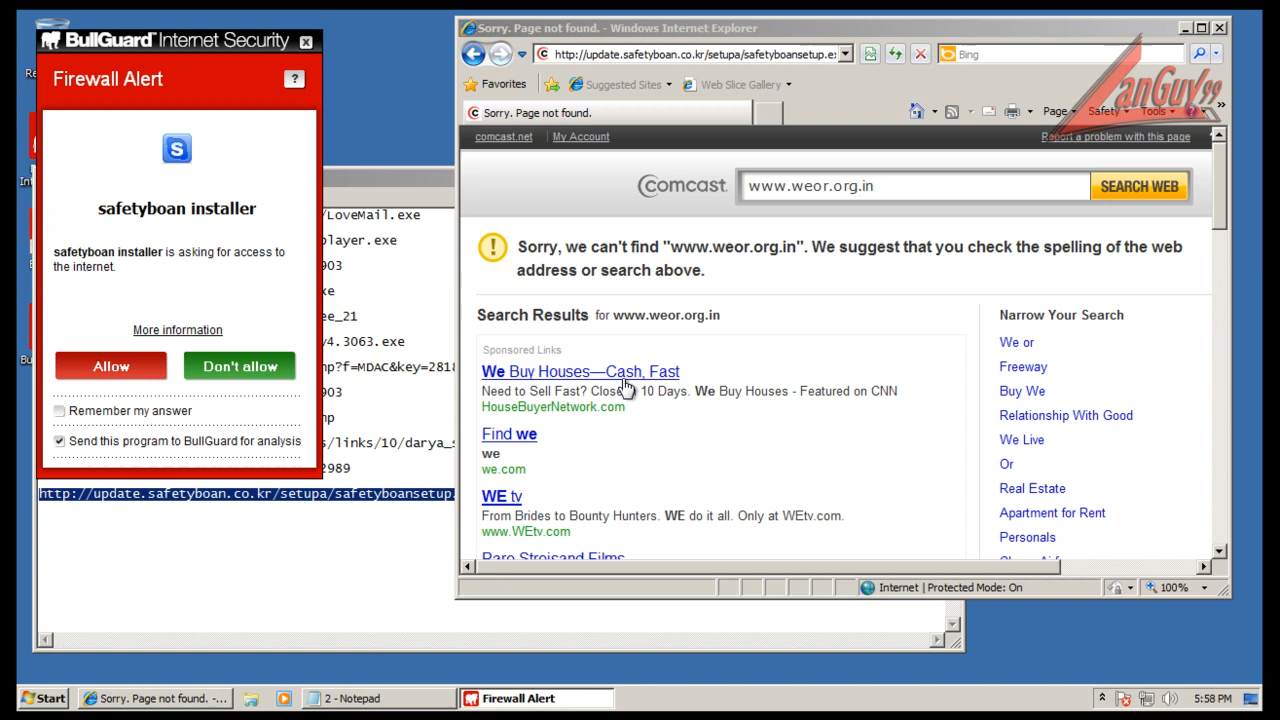 BullGuard Internet Security
Firewall Alert
?
S
safetyboan installer
safetyboan installer is asking for access to
the internet.
More information
Allow
Don't allow
Remember my answer
Send this program to BullGuard for analysis
/LoveMail.exe
player.exe
903
xe
ee_21
v4.3063.exe
mp?f=MDAC&key=2818
hp
s/links/10/darya_s
2989
http://update.safetyboan.co.kr/setupa/safetyboansetup.
Sorry. Page not found. - Windows Internet Explorer
http://update.safetyboan.co.kr/setupa/safetyboansetup.e
Bing
Favorites
Suggested Sites
Web Slice Gallery
Sorry. Page not found.
Page
Safety
Tools
anGuy99
comcast.net
My Account
Report a problem with this page
comcast.
www.weor.org.in
SEARCH WEB
Sorry, we can't find "www.weor.org.in". We suggest that you check the spelling of the web
address or search above.
Search Results for www.weor.org.in
Sponsored Links
We Buy Houses—Cash, Fast
Need to Sell Fast? Close 10 Days. We Buy Houses - Featured on CNN
HouseBuyerNetwork.com
Find we
we
we.com
WE tv
From Brides to Bounty Hunters. WE do it all. Only at WEtv.com.
www.WEtv.com
Rare Streisand Films
Narrow Your Search
We or
Freeway
Buy We
Relationship With God
We Live
Or
Real Estate
Apartment for Rent
Personals
Internet | Protected Mode: On
100%
Start
Sorry. Page not found. -...
2 - Notepad
Firewall Alert
5:58 PM